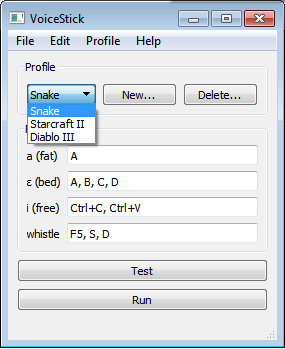 VoiceStick
File Edit Profile Help
Profile
Snake New... Delete...
Snake
Starcraft II
Diablo III
a (fat) A
ε (bed) A, B, C, D
i (free) Ctrl+C, Ctrl+V
whistle F5, S, D
Test
Run